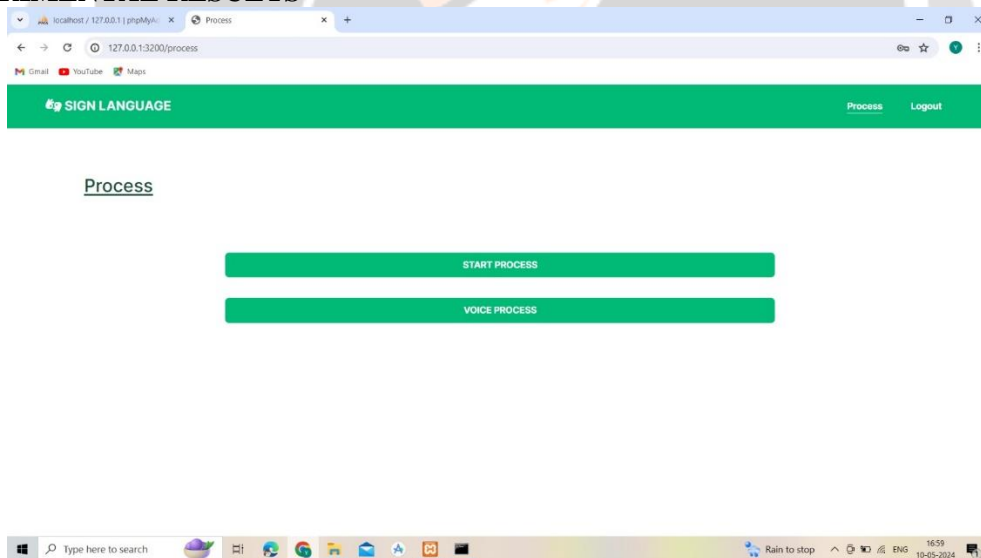 localhost / 127.0.0.1 | phpMyA
Process
127.0.0.1:3200/process
Gmail
YouTube
Maps
SIGN LANGUAGE
Process
Logout
Process
START PROCESS
VOICE PROCESS
Type here to search
Rain to stop
ENG
16:59
10-05-2024